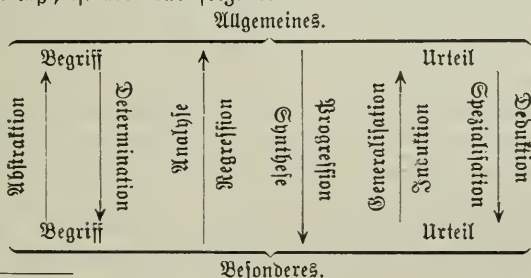 Allgemeines.
Begriff
Urteil
Abstraktion
Determination
Analyse
Regression
Synthese
Progression
Generalisation
Induktion
Spezialisation
Deduktion
Begriff
Urteil
Besonderes.